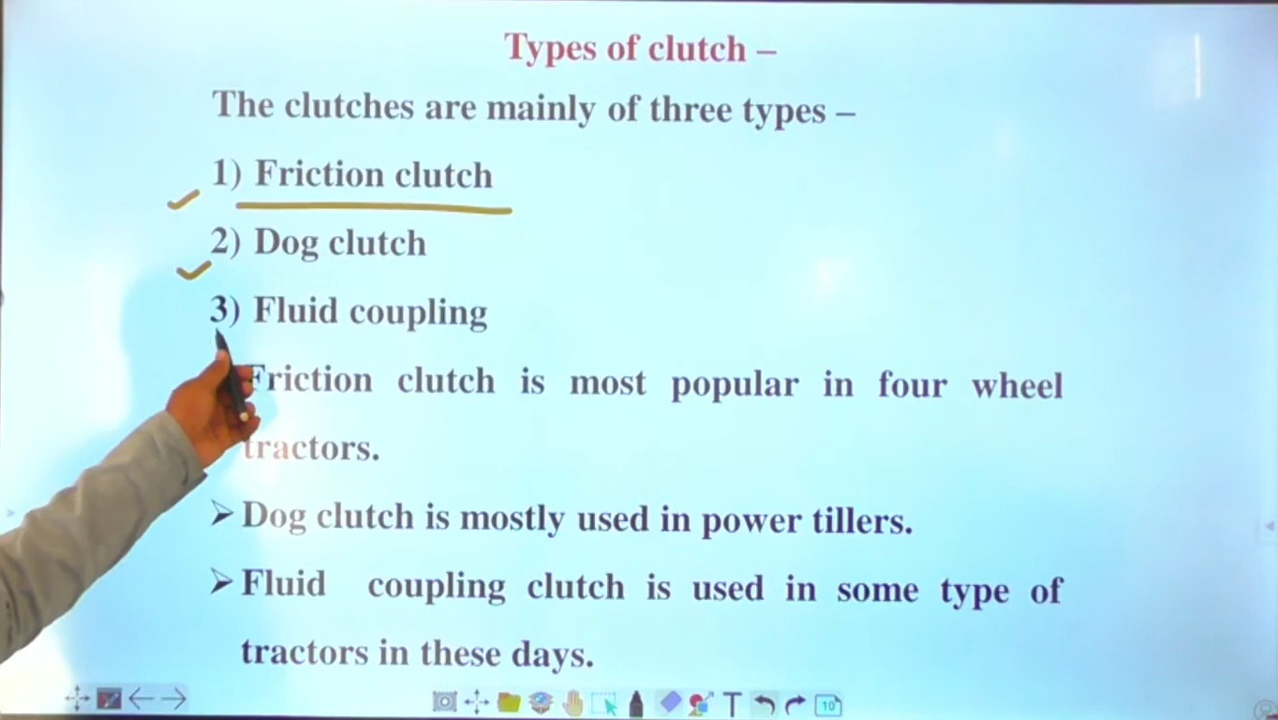 Types of clutch –
The clutches are mainly of three types –
1) Friction clutch
2) Dog clutch
3) Fluid coupling
Friction clutch is most popular in four wheel
tractors.
➢ Dog clutch is mostly used in power tillers.
➢ Fluid coupling clutch is used in some type of
tractors in these days.
T 10